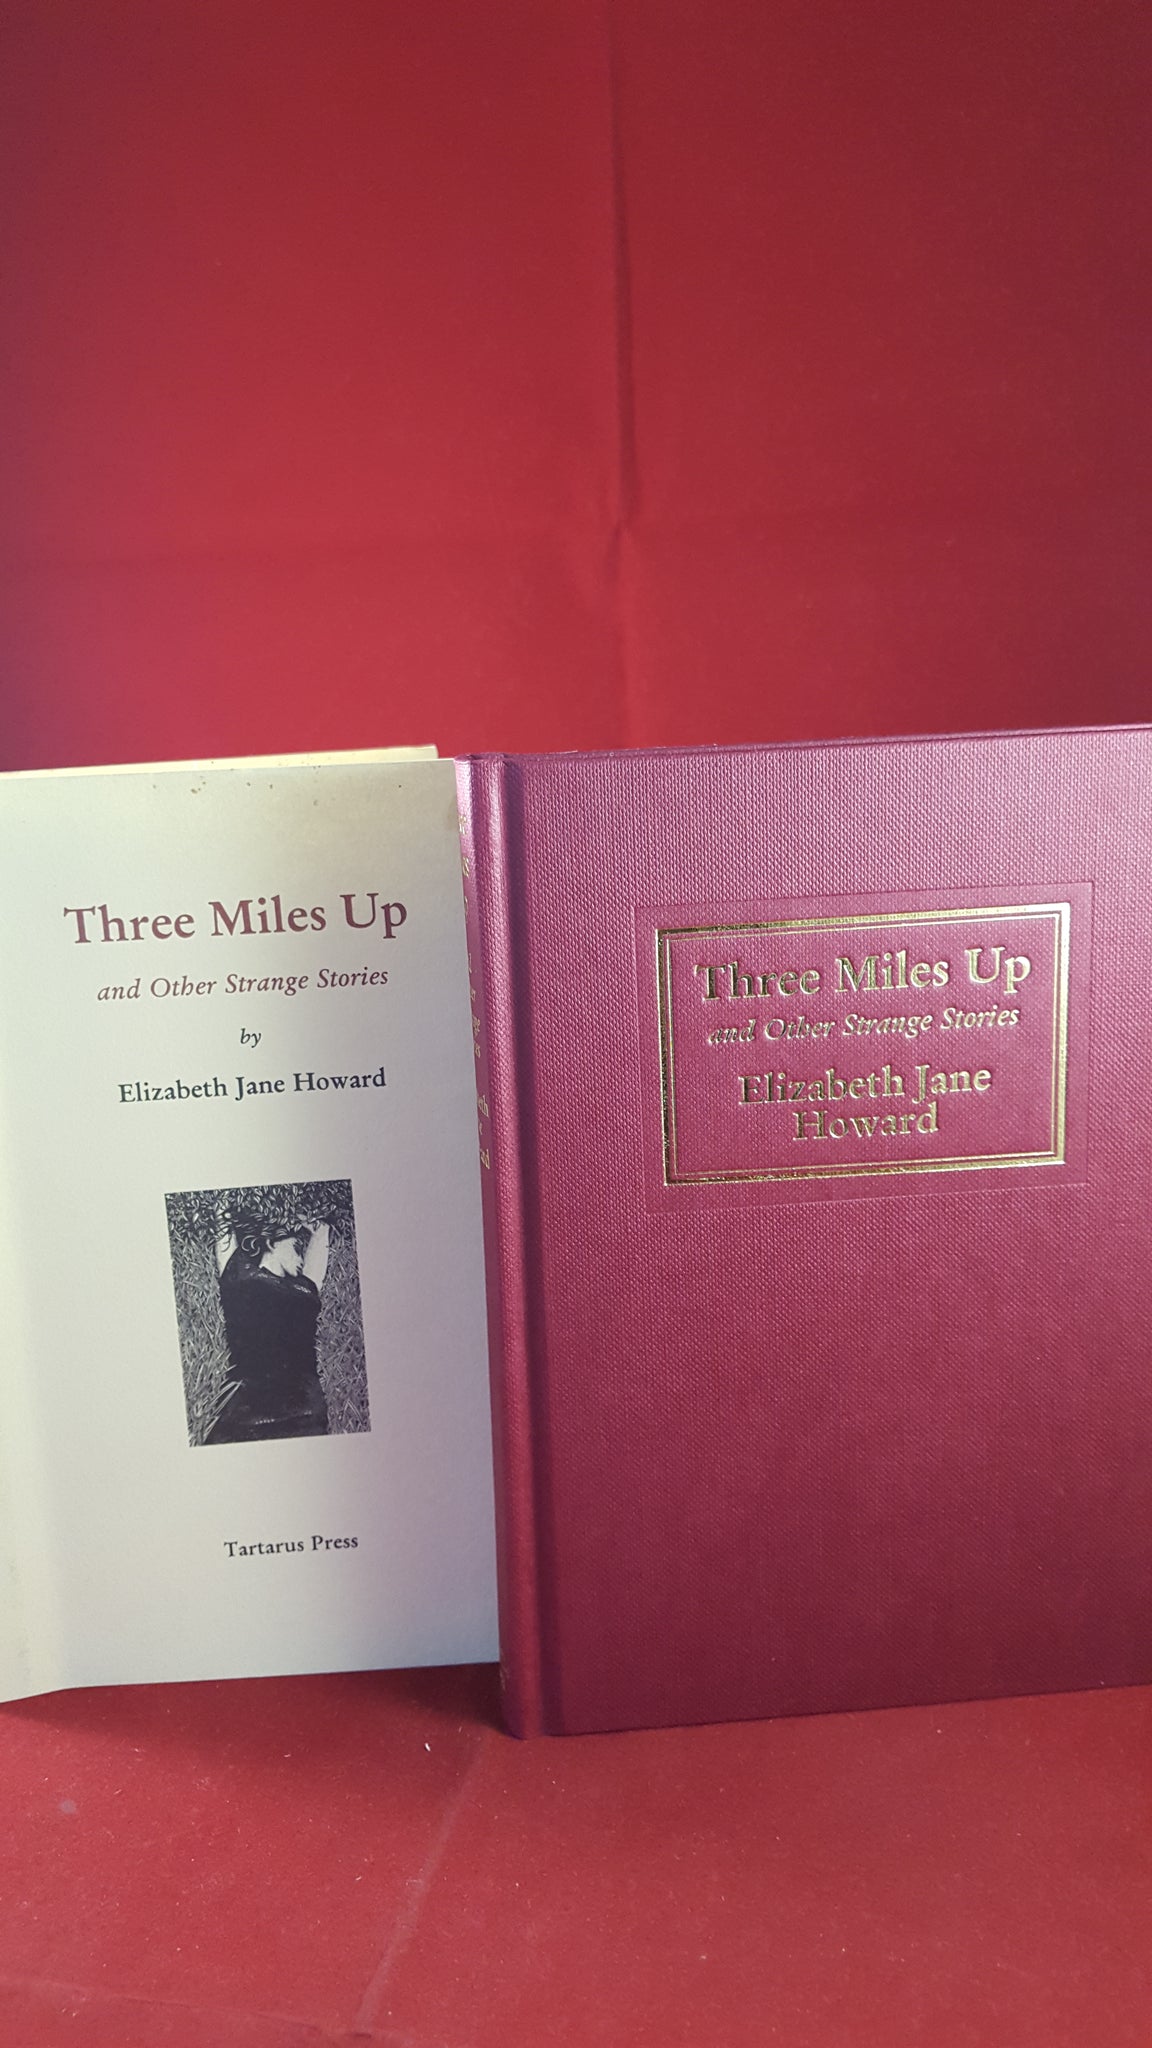 Three Miles Up
and Other Strange Stories
by
Elizabeth Jane Howard
Tartarus Press
Three Miles Up
and Other Strange Stories
Elizabeth Jane
Howard